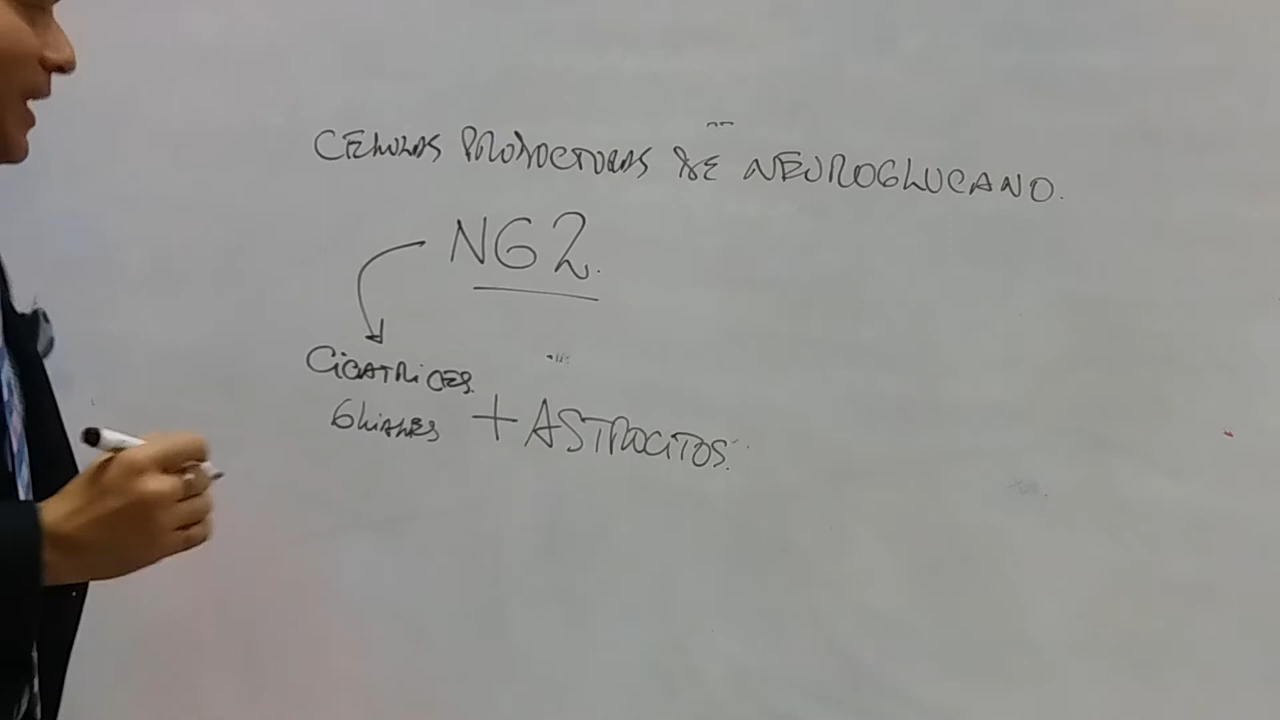 CELULAS PRODUCTORAS DE NEUROGLUCANO.
NG2.
CiCATRiCES.
GLiALES + ASTROCITOS.